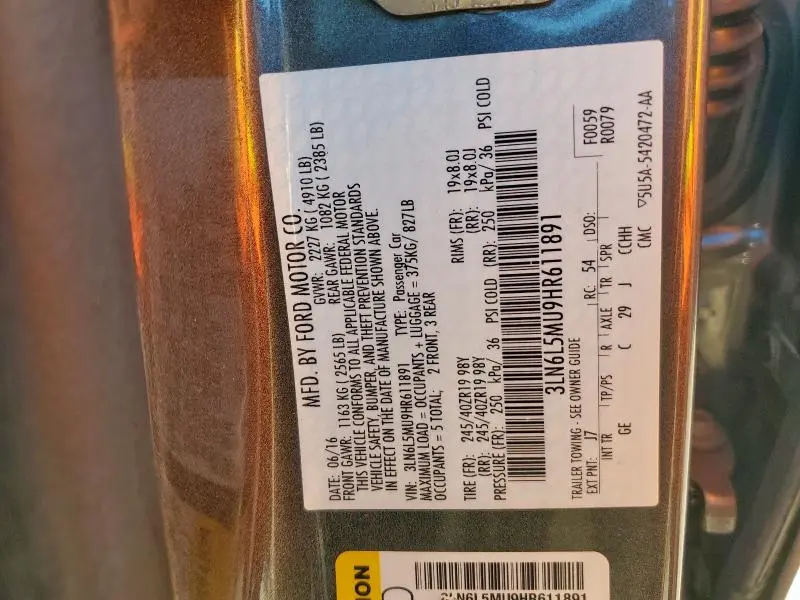 MFD. BY FORD MOTOR CO.
DATE: 06/16 GVWR: 2227 KG ( 4910 LB)
FRONT GAWR: 1163 KG ( 2565 LB) REAR GAWR: 1082 KG ( 2385 LB)
THIS VEHICLE CONFORMS TO ALL APPLICABLE FEDERAL MOTOR
VEHICLE SAFETY, BUMPER, AND THEFT PREVENTION STANDARDS
IN EFFECT ON THE DATE OF MANUFACTURE SHOWN ABOVE.
VIN: 3LN6L5MU9HR611891 TYPE: Passenger Car
MAXIMUM LOAD = OCCUPANTS + LUGGAGE = 375KG/ 827LB
OCCUPANTS = 5 TOTAL: 2 FRONT, 3 REAR
TIRE (FR): 245/40ZR19 98Y RIMS (FR): 19x8.0J
(RR): 245/40ZR19 98Y (RR): 19x8.0J
PRESSURE (FR): 250 kPa/ 36 PSI COLD (RR): 250 kPa/ 36 PSI COLD
3LN6L5MU9HR611891
TRAILER TOWING - SEE OWNER GUIDE F0059
EXT PNT: J7 RC: 54 DSO: R0079
INT TR TP/PS R AXLE TR SPR
GE C 29 J CCHH
CMC ▽5U5A-5420472-AA
3LN6L5MU9HR611891